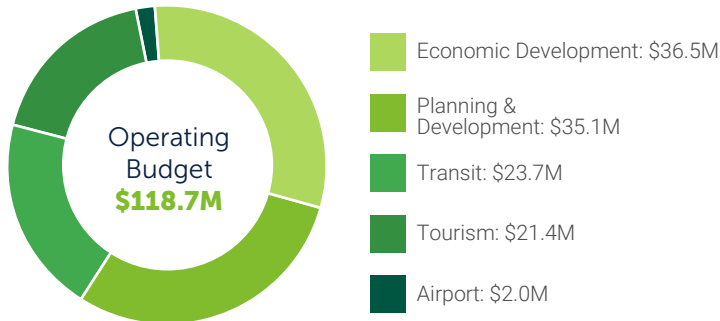 Operating
Budget
$118.7M
Economic Development: $36.5M
Planning &
Development: $35.1M
Transit: $23.7M
Tourism: $21.4M
Airport: $2.0M